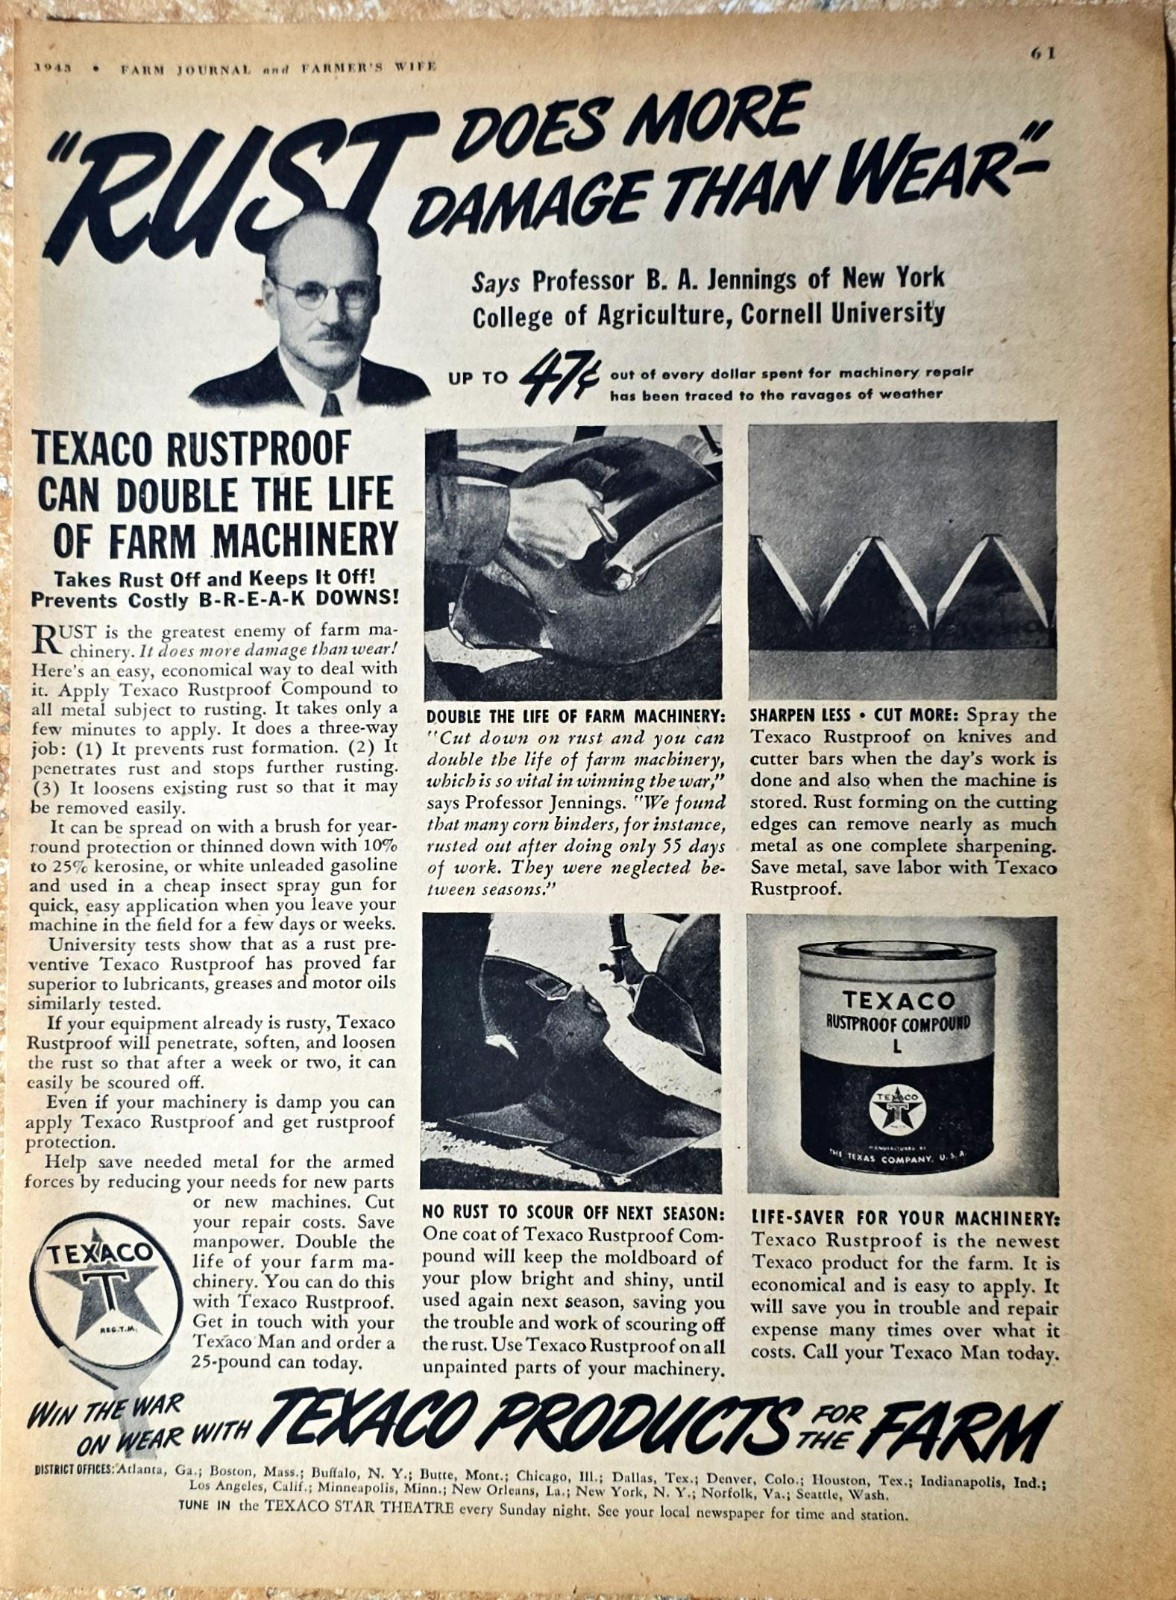 1943 • FARM JOURNAL and FARMER'S WIFE
61
"RUST DOES MORE
DAMAGE THAN WEAR—"
Says Professor B. A. Jennings of New York
College of Agriculture, Cornell University
UP TO 47¢ out of every dollar spent for machinery repair
has been traced to the ravages of weather
TEXACO RUSTPROOF
CAN DOUBLE THE LIFE
OF FARM MACHINERY
Takes Rust Off and Keeps It Off!
Prevents Costly B-R-E-A-K DOWNS!
RUST is the greatest enemy of farm ma-
chinery. It does more damage than wear!
Here's an easy, economical way to deal with
it. Apply Texaco Rustproof Compound to
all metal subject to rusting. It takes only a
few minutes to apply. It does a three-way
job: (1) It prevents rust formation. (2) It
penetrates rust and stops further rusting.
(3) It loosens existing rust so that it may
be removed easily.
It can be spread on with a brush for year-
round protection or thinned down with 10%
to 25% kerosine, or white unleaded gasoline
and used in a cheap insect spray gun for
quick, easy application when you leave your
machine in the field for a few days or weeks.
University tests show that as a rust pre-
ventive Texaco Rustproof has proved far
superior to lubricants, greases and motor oils
similarly tested.
If your equipment already is rusty, Texaco
Rustproof will penetrate, soften, and loosen
the rust so that after a week or two, it can
easily be scoured off.
Even if your machinery is damp you can
apply Texaco Rustproof and get rustproof
protection.
Help save needed metal for the armed
forces by reducing your needs for new parts
or new machines. Cut
your repair costs. Save
manpower. Double the
life of your farm ma-
chinery. You can do this
with Texaco Rustproof.
Get in touch with your
Texaco Man and order a
25-pound can today.
TEXACO
T
REG. T.M.
DOUBLE THE LIFE OF FARM MACHINERY:
"Cut down on rust and you can
double the life of farm machinery,
which is so vital in winning the war,"
says Professor Jennings. "We found
that many corn binders, for instance,
rusted out after doing only 55 days
of work. They were neglected be-
tween seasons."
SHARPEN LESS • CUT MORE: Spray the
Texaco Rustproof on knives and
cutter bars when the day's work is
done and also when the machine is
stored. Rust forming on the cutting
edges can remove nearly as much
metal as one complete sharpening.
Save metal, save labor with Texaco
Rustproof.
TEXACO
RUSTPROOF COMPOUND
L
TEXACO
T
MANUFACTURED BY
THE TEXAS COMPANY, U.S.A.
NO RUST TO SCOUR OFF NEXT SEASON:
One coat of Texaco Rustproof Com-
pound will keep the moldboard of
your plow bright and shiny, until
used again next season, saving you
the trouble and work of scouring off
the rust. Use Texaco Rustproof on all
unpainted parts of your machinery.
LIFE-SAVER FOR YOUR MACHINERY:
Texaco Rustproof is the newest
Texaco product for the farm. It is
economical and is easy to apply. It
will save you in trouble and repair
expense many times over what it
costs. Call your Texaco Man today.
WIN THE WAR
ON WEAR WITH TEXACO PRODUCTS FOR THE FARM
DISTRICT OFFICES: Atlanta, Ga.; Boston, Mass.; Buffalo, N. Y.; Butte, Mont.; Chicago, Ill.; Dallas, Tex.; Denver, Colo.; Houston, Tex.; Indianapolis, Ind.;
Los Angeles, Calif.; Minneapolis, Minn.; New Orleans, La.; New York, N. Y.; Norfolk, Va.; Seattle, Wash.
TUNE IN the TEXACO STAR THEATRE every Sunday night. See your local newspaper for time and station.